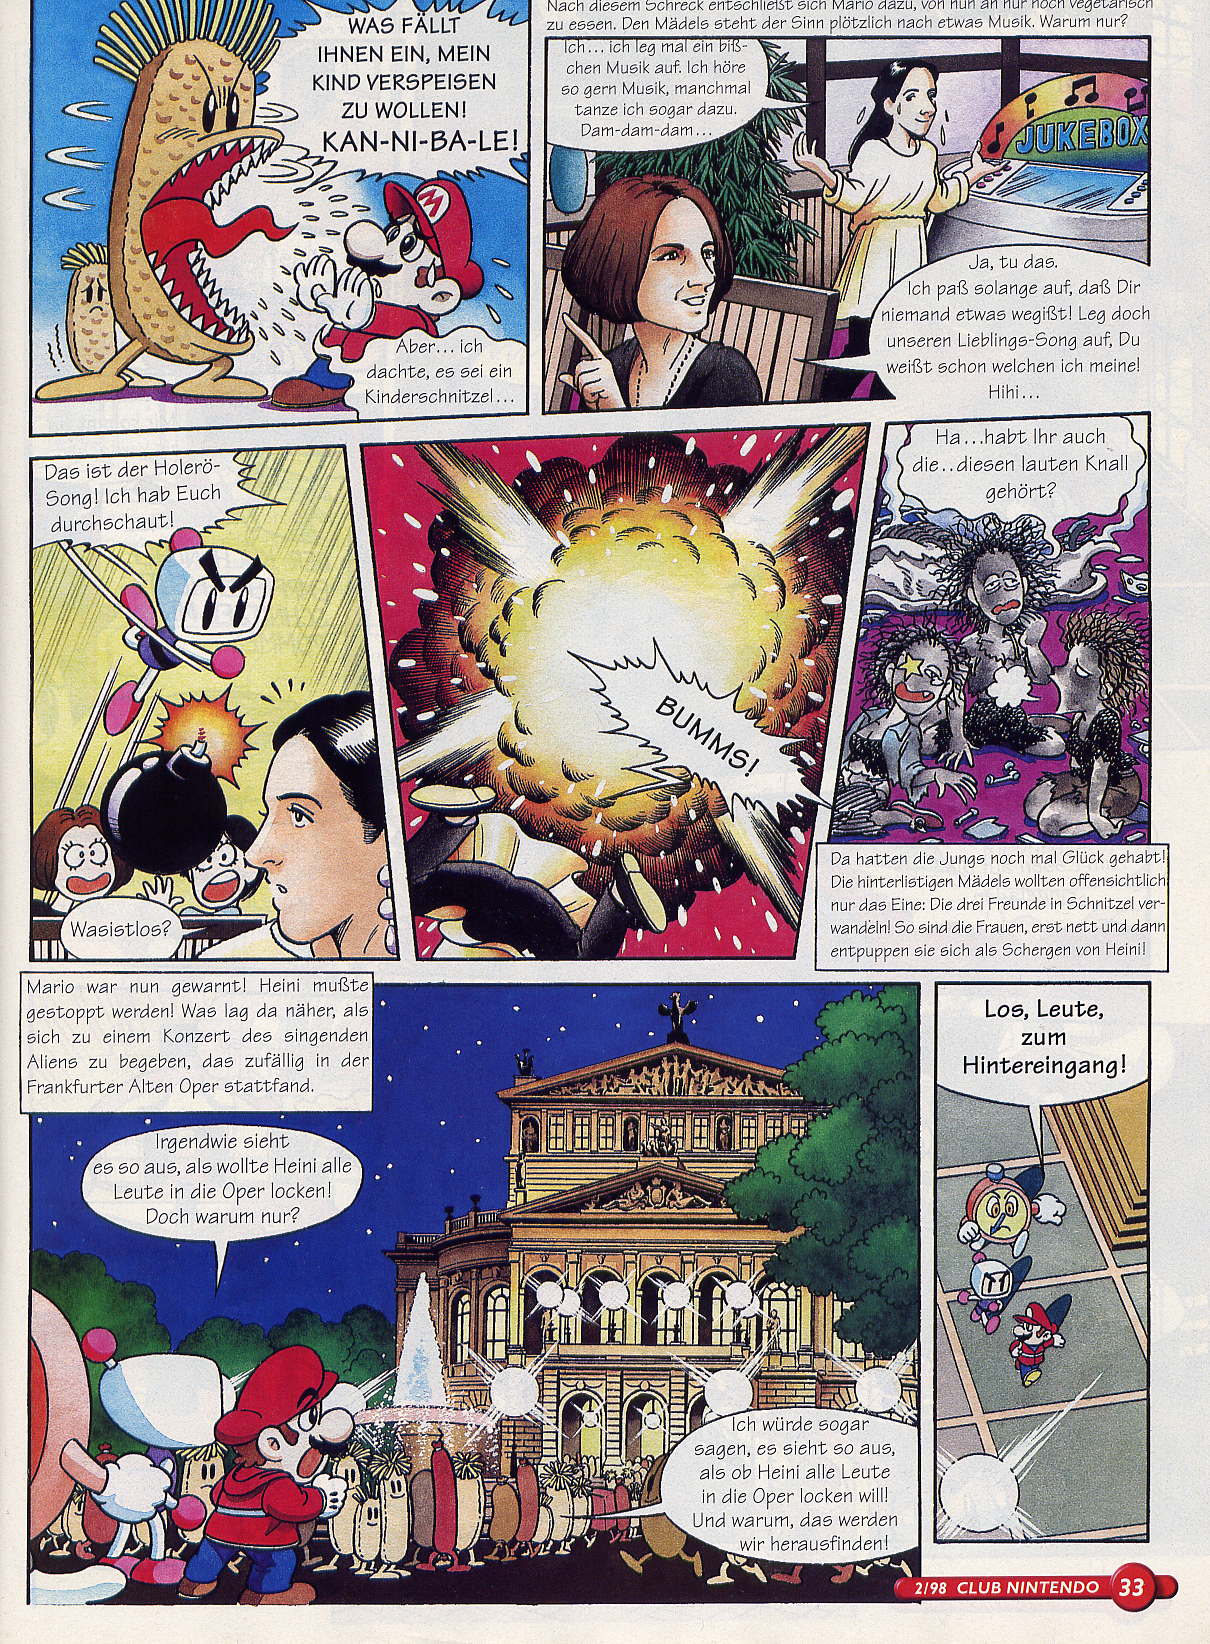 WAS FÄLLT
IHNEN EIN, MEIN
KIND VERSPEISEN
ZU WOLLEN!
KAN-NI-BA-LE!
M
Aber... ich
dachte, es sei ein
Kinderschnitzel...
Nach diesem Schreck entschließt sich Mario dazu, von nun an nur noch vegetarisch
zu essen. Den Mädels steht der Sinn plötzlich nach etwas Musik. Warum nur?
Ich... ich leg mal ein biß-
chen Musik auf. Ich höre
so gern Musik, manchmal
tanze ich sogar dazu.
Dam-dam-dam...
JUKEBOX
Ja, tu das.
Ich paß solange auf, daß Dir
niemand etwas wegißt! Leg doch
unseren Lieblings-Song auf, Du
weißt schon welchen ich meine!
Hihi...
Das ist der Holerö-
Song! Ich hab Euch
durchschaut!
Wasistlos?
BUMMS!
Ha...habt Ihr auch
die..diesen lauten Knall
gehört?
Da hatten die Jungs noch mal Glück gehabt!
Die hinterlistigen Mädels wollten offensichtlich
nur das Eine: Die drei Freunde in Schnitzel ver-
wandeln! So sind die Frauen, erst nett und dann
entpuppen sie sich als Schergen von Heini!
Mario war nun gewarnt! Heini mußte
gestoppt werden! Was lag da näher, als
sich zu einem Konzert des singenden
Aliens zu begeben, das zufällig in der
Frankfurter Alten Oper stattfand.
Irgendwie sieht
es so aus, als wollte Heini alle
Leute in die Oper locken!
Doch warum nur?
Ich würde sogar
sagen, es sieht so aus,
als ob Heini alle Leute
in die Oper locken will!
Und warum, das werden
wir herausfinden!
Los, Leute,
zum
Hintereingang!
2/98 CLUB NINTENDO 33